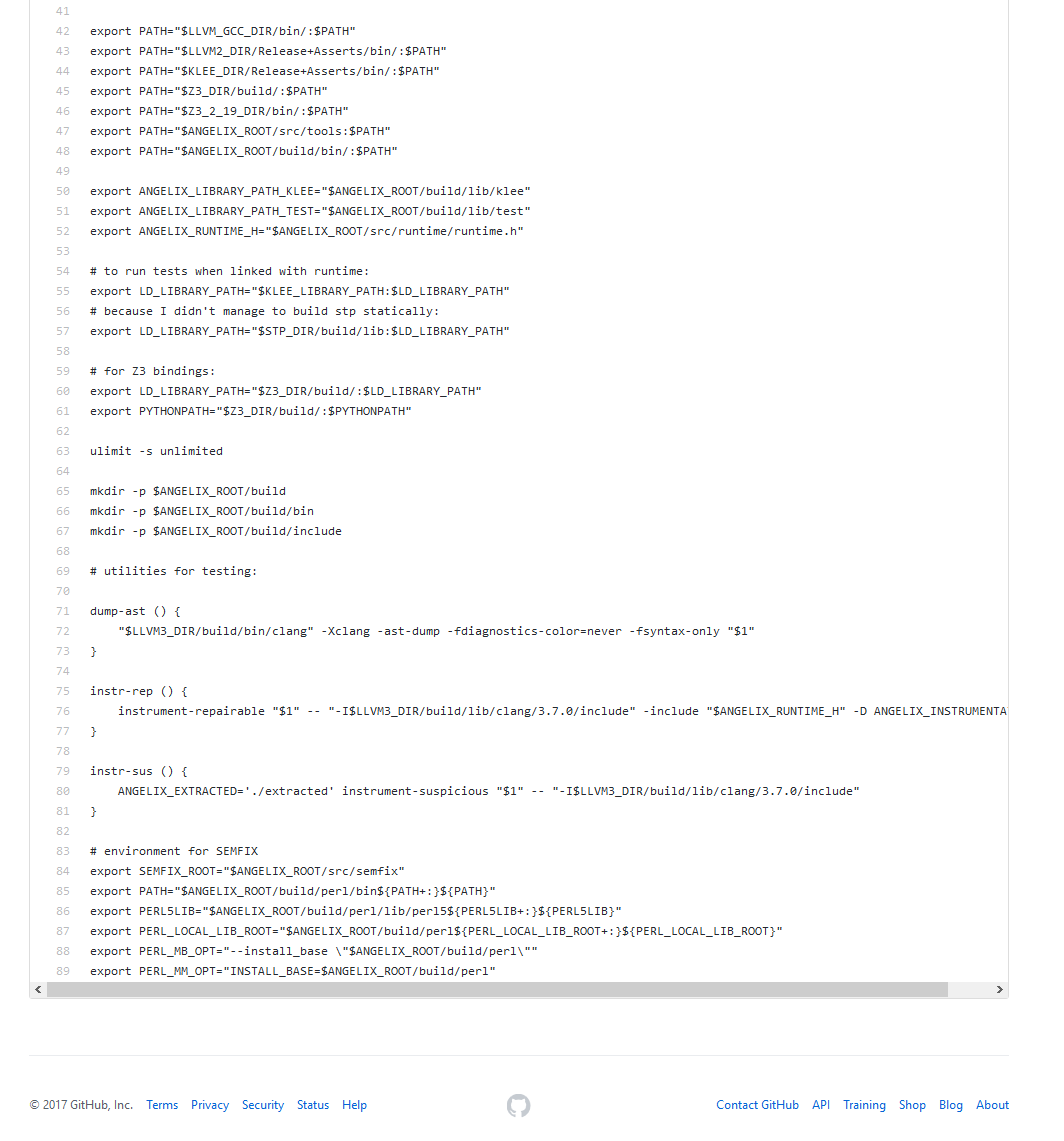 41
42 export PATH="$LLVM_GCC_DIR/bin/:$PATH"
43 export PATH="$LLVM2_DIR/Release+Asserts/bin/:$PATH"
44 export PATH="$KLEE_DIR/Release+Asserts/bin/:$PATH"
45 export PATH="$Z3_DIR/build/:$PATH"
46 export PATH="$Z3_2_19_DIR/bin/:$PATH"
47 export PATH="$ANGELIX_ROOT/src/tools:$PATH"
48 export PATH="$ANGELIX_ROOT/build/bin/:$PATH"
49
50 export ANGELIX_LIBRARY_PATH_KLEE="$ANGELIX_ROOT/build/lib/klee"
51 export ANGELIX_LIBRARY_PATH_TEST="$ANGELIX_ROOT/build/lib/test"
52 export ANGELIX_RUNTIME_H="$ANGELIX_ROOT/src/runtime/runtime.h"
53
54 # to run tests when linked with runtime:
55 export LD_LIBRARY_PATH="$KLEE_LIBRARY_PATH:$LD_LIBRARY_PATH"
56 # because I didn't manage to build stp statically:
57 export LD_LIBRARY_PATH="$STP_DIR/build/lib:$LD_LIBRARY_PATH"
58
59 # for Z3 bindings:
60 export LD_LIBRARY_PATH="$Z3_DIR/build/:$LD_LIBRARY_PATH"
61 export PYTHONPATH="$Z3_DIR/build/:$PYTHONPATH"
62
63 ulimit -s unlimited
64
65 mkdir -p $ANGELIX_ROOT/build
66 mkdir -p $ANGELIX_ROOT/build/bin
67 mkdir -p $ANGELIX_ROOT/build/include
68
69 # utilities for testing:
70
71 dump-ast () {
72 "$LLVM3_DIR/build/bin/clang" -Xclang -ast-dump -fdiagnostics-color=never -fsyntax-only "$1"
73 }
74
75 instr-rep () {
76 instrument-repairable "$1" -- "-I$LLVM3_DIR/build/lib/clang/3.7.0/include" -include "$ANGELIX_RUNTIME_H" -D ANGELIX_INSTRUMENTA
77 }
78
79 instr-sus () {
80 ANGELIX_EXTRACTED='./extracted' instrument-suspicious "$1" -- "-I$LLVM3_DIR/build/lib/clang/3.7.0/include"
81 }
82
83 # environment for SEMFIX
84 export SEMFIX_ROOT="$ANGELIX_ROOT/src/semfix"
85 export PATH="$ANGELIX_ROOT/build/perl/bin${PATH+:}${PATH}"
86 export PERL5LIB="$ANGELIX_ROOT/build/perl/lib/perl5${PERL5LIB+:}${PERL5LIB}"
87 export PERL_LOCAL_LIB_ROOT="$ANGELIX_ROOT/build/perl${PERL_LOCAL_LIB_ROOT+:}${PERL_LOCAL_LIB_ROOT}"
88 export PERL_MB_OPT="--install_base \"$ANGELIX_ROOT/build/perl\""
89 export PERL_MM_OPT="INSTALL_BASE=$ANGELIX_ROOT/build/perl"
© 2017 GitHub, Inc. Terms Privacy Security Status Help Contact GitHub API Training Shop Blog About